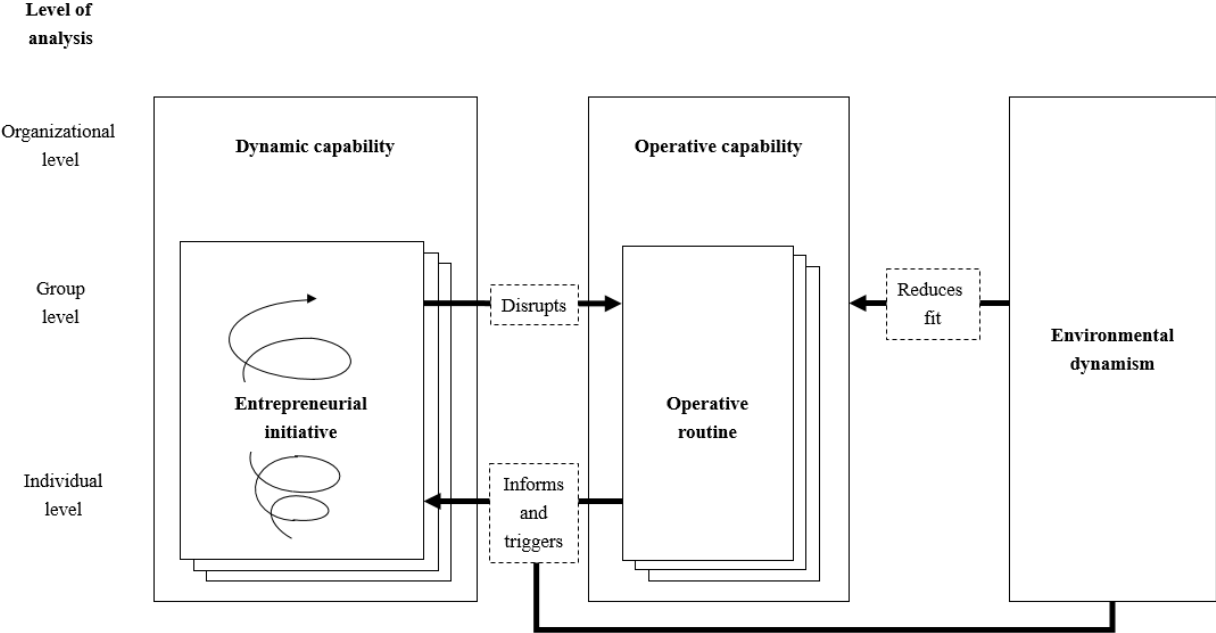 Level of
analysis
Organizational
level
Dynamic capability
Operative capability
Group
level
Disrupts
Reduces
fit
Environmental
dynamism
Entrepreneurial
initiative
Operative
routine
Individual
level
Informs
and
triggers